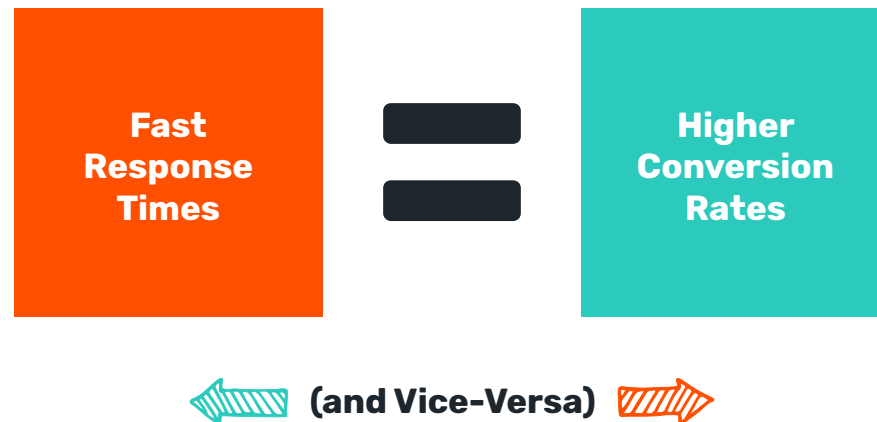 Fast
Response
Times
Higher
Conversion
Rates
(and Vice-Versa)